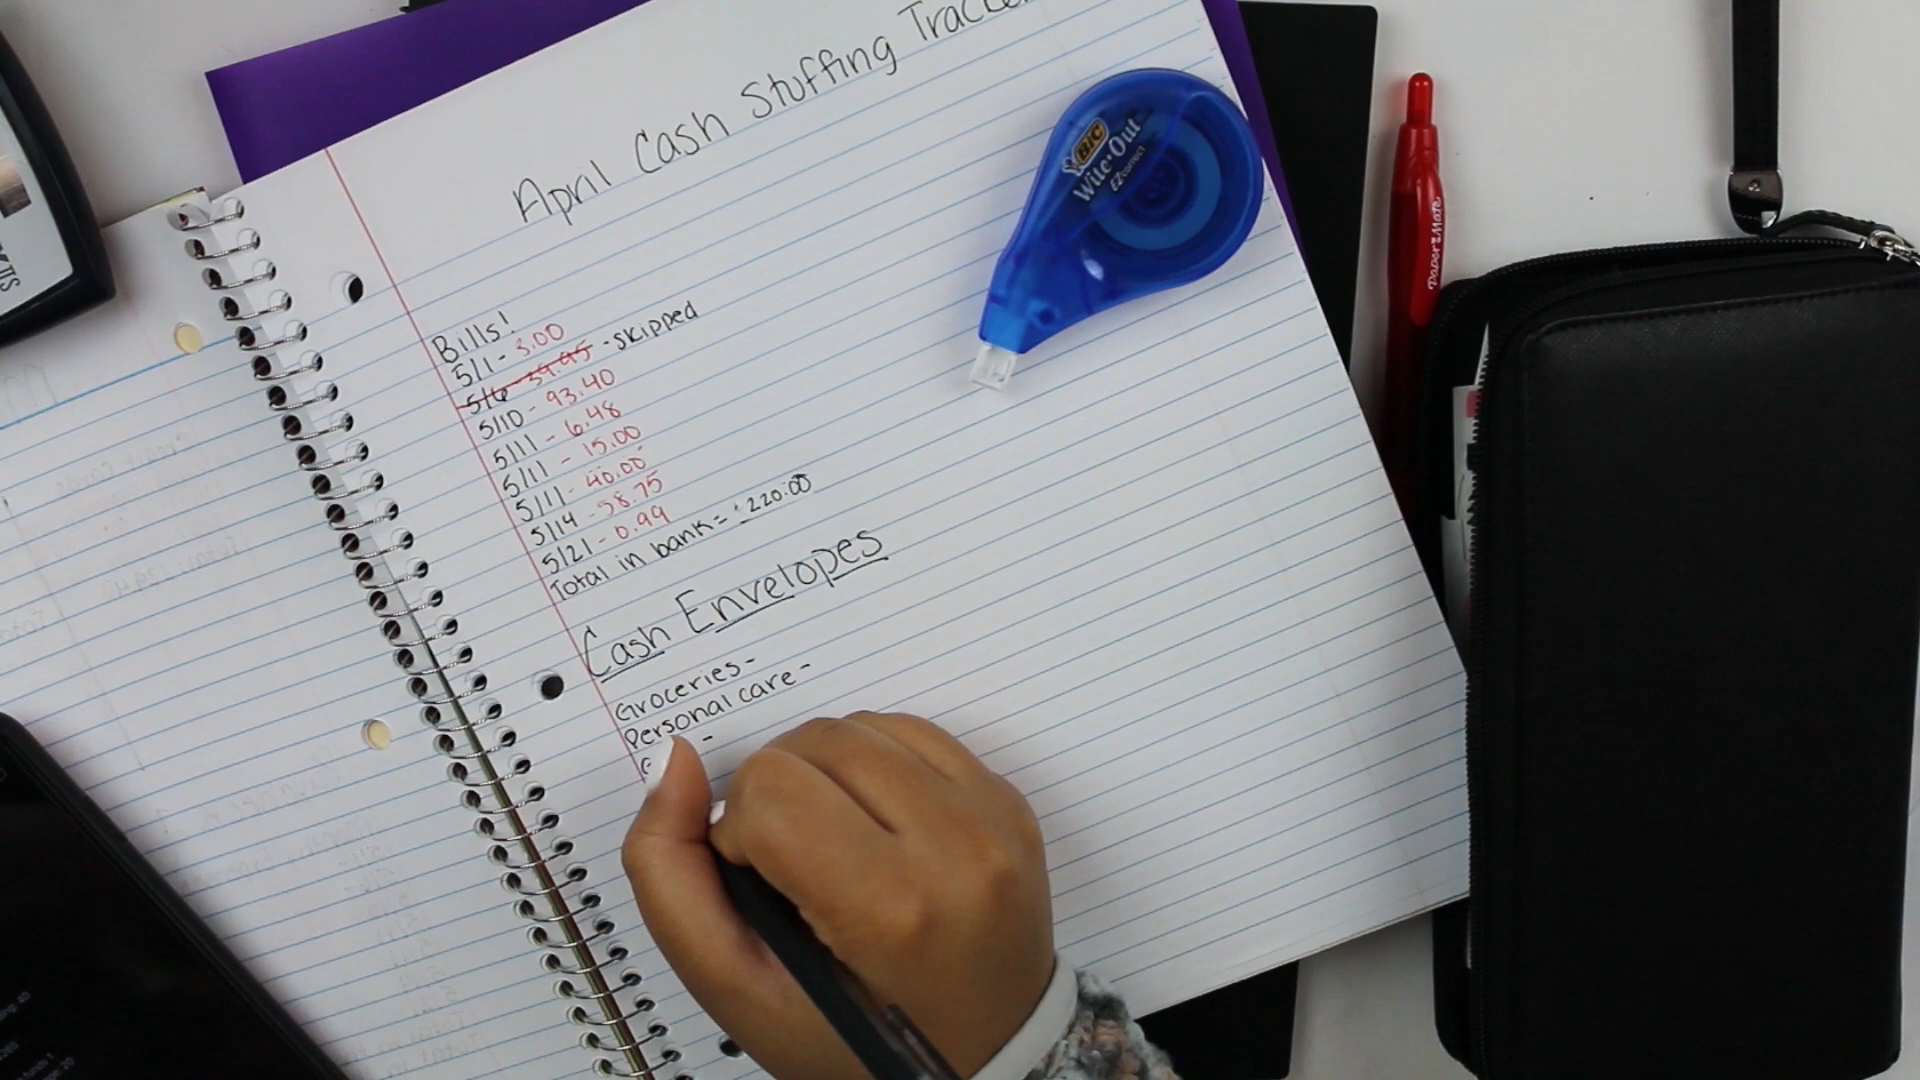 April Cash Stuffing
Bills!
5/1 - 3.00
5/6 - 39.95 - skipped
5/10 - 93.40
5/11 - 6.48
5/11 - 15.00
5/11 - 40.00
5/14 - 58.75
5/21 - 0.99
Total in bank = 220.00
Cash Envelopes
Groceries -
Personal care -
BIC
Wite-Out
EZcorrect
PaperMate